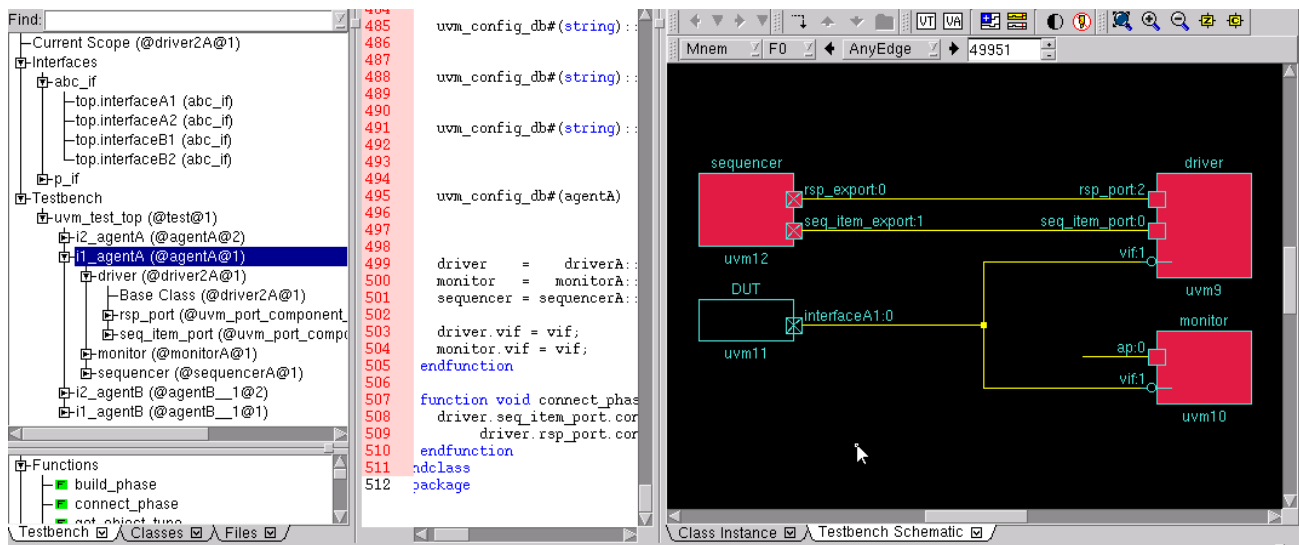 Find:
Current Scope (@driver2A@1)
Interfaces
abc_if
top.interfaceA1 (abc_if)
top.interfaceA2 (abc_if)
top.interfaceB1 (abc_if)
top.interfaceB2 (abc_if)
p_if
Testbench
uvm_test_top (@test@1)
i2_agentA (@agentA@2)
i1_agentA (@agentA@1)
driver (@driver2A@1)
Base Class (@driver2A@1)
rsp_port (@uvm_port_component_
seq_item_port (@uvm_port_compo
monitor (@monitorA@1)
sequencer (@sequencerA@1)
i2_agentB (@agentB__1@2)
i1_agentB (@agentB__1@1)
Functions
build_phase
connect_phase
get_object_type
Testbench Classes Files
484
485 uvm_config_db#(string)::
486
487
488 uvm_config_db#(string)::
489
490
491 uvm_config_db#(string)::
492
493
494
495 uvm_config_db#(agentA)
496
497
498
499 driver = driverA::
500 monitor = monitorA::
501 sequencer = sequencerA::
502
503 driver.vif = vif;
504 monitor.vif = vif;
505 endfunction
506
507 function void connect_phas
508 driver.seq_item_port.con
509 driver.rsp_port.con
510 endfunction
511 ndclass
512 package
VT VA
Mnem F0 AnyEdge 49951
sequencer driver
rsp_export:0 rsp_port:2
seq_item_export:1 seq_item_port:0
uvm12 vif:1
DUT uvm9
interfaceA1:0 monitor
uvm11 ap:0
vif:1
uvm10
Class Instance Testbench Schematic